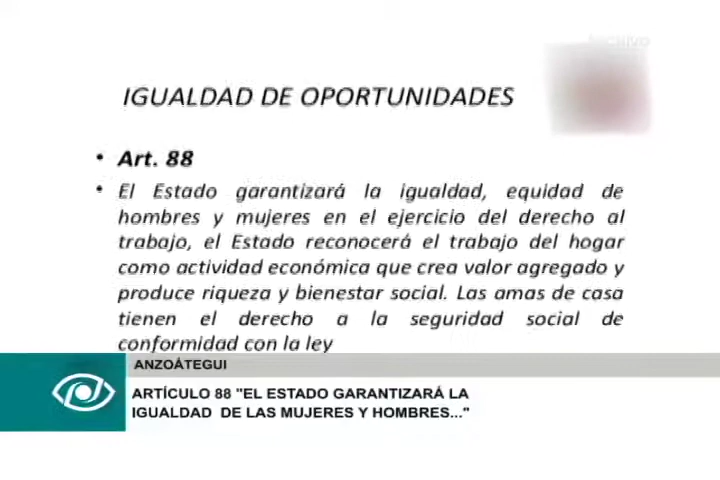 ARCHIVO
IGUALDAD DE OPORTUNIDADES
• Art. 88
• El Estado garantizará la igualdad, equidad de
hombres y mujeres en el ejercicio del derecho al
trabajo, el Estado reconocerá el trabajo del hogar
como actividad económica que crea valor agregado y
produce riqueza y bienestar social. Las amas de casa
tienen el derecho a la seguridad social de
conformidad con la ley
ANZOÁTEGUI
ARTÍCULO 88 "EL ESTADO GARANTIZARÁ LA
IGUALDAD DE LAS MUJERES Y HOMBRES..."